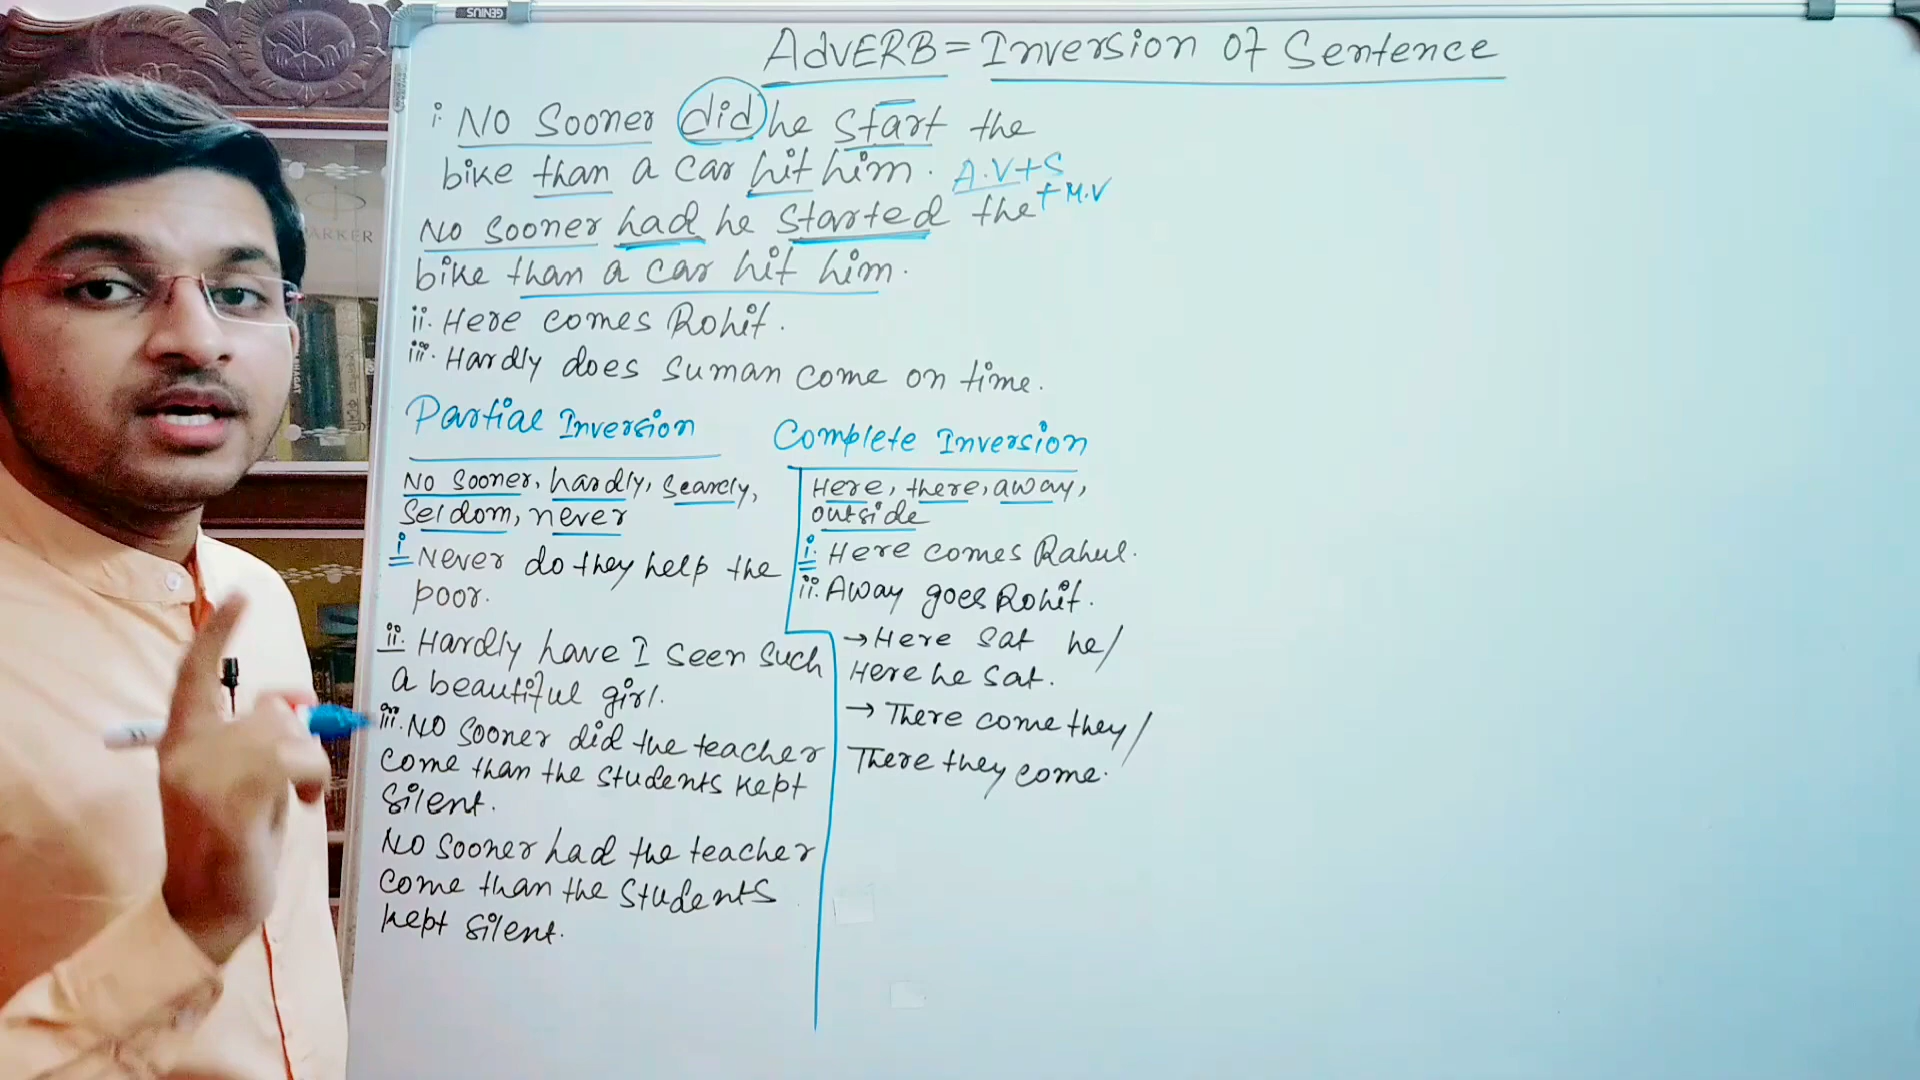 GENIUS
AdvERB = Inversion Of Sentence
i. NO Sooner did he start the
bike than a car hit him. A.V+S
+ M.V
No sooner had he started the
bike than a car hit him.
ii. Here comes Rohit.
iii. Hardly does suman come on time.
Partial Inversion
No sooner, hardly, Scarcely,
Seldom, never
i Never do they help the
poor.
ii. Hardly have I seen such
a beautiful girl.
iii. NO sooner did the teacher
come than the students kept
silent.
No sooner had the teacher
come than the students
kept silent.
Complete Inversion
Here, there, away,
outside
i. Here comes Rahul.
ii. Away goes Rohit.
→ Here sat he/
Here he sat.
→ There come they/
There they come.
PARKER